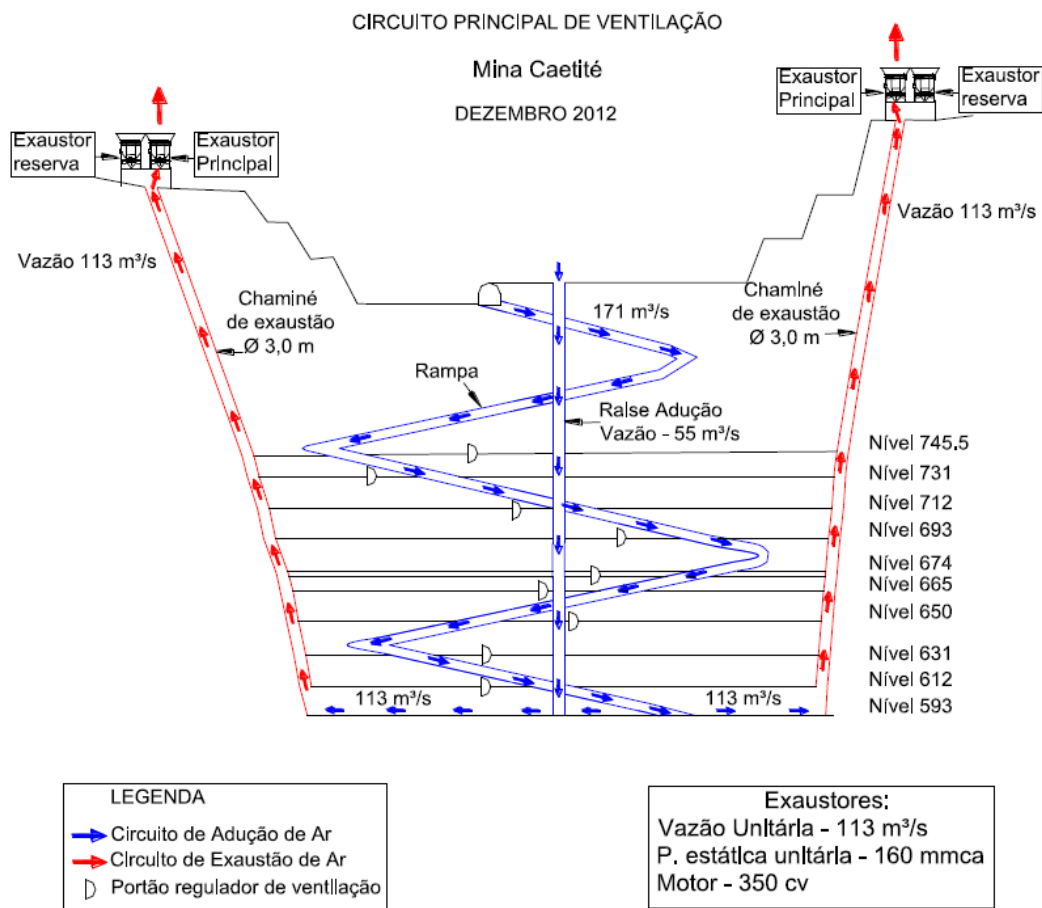 CIRCUITO PRINCIPAL DE VENTILAÇÃO
Mina Caetité
DEZEMBRO 2012
Exaustor
reserva
Exaustor
Principal
Exaustor
Principal
Exaustor
reserva
Vazão 113 m³/s
Vazão 113 m³/s
Chaminé
de exaustão
Ø 3,0 m
171 m³/s
Chaminé
de exaustão
Ø 3,0 m
Rampa
Raise Adução
Vazão - 55 m³/s
Nível 745.5
Nível 731
Nível 712
Nível 693
Nível 674
Nível 665
Nível 650
Nível 631
Nível 612
Nível 593
113 m³/s
113 m³/s
LEGENDA
Circuito de Adução de Ar
Circuito de Exaustão de Ar
Portão regulador de ventilação
Exaustores:
Vazão Unitária - 113 m³/s
P. estática unitária - 160 mmca
Motor - 350 cv